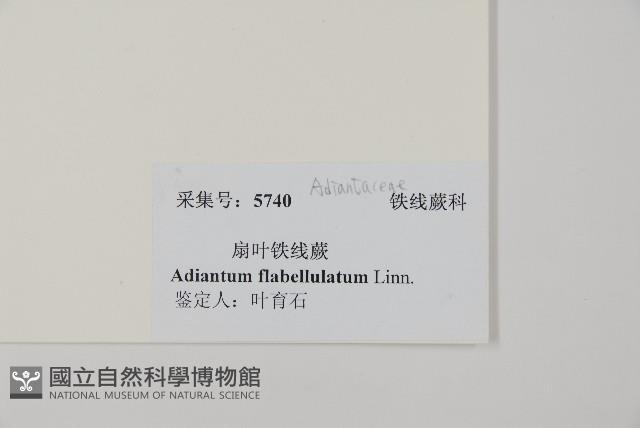 Adiantaceae
采集号：5740 铁线蕨科
扇叶铁线蕨
Adiantum flabellulatum Linn.
鉴定人：叶育石
國立自然科學博物館
NATIONAL MUSEUM OF NATURAL SCIENCE